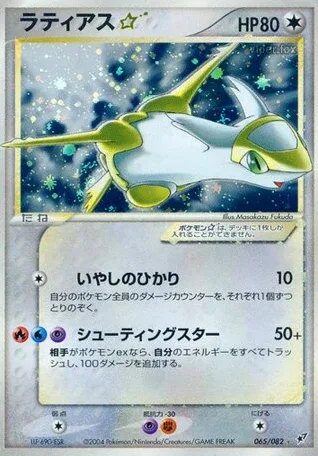 ラティアス☆ HP80
たね
Illus.Masakazu Fukuda
ポケモン☆は、デッキに1枚しか
入れることができません。
いやしのひかり 10
自分のポケモン全員のダメージカウンターを、それぞれ1個ずつ
とりのぞく。
シューティングスター 50+
相手がポケモンexなら、自分のエネルギーをすべてトラ
ッシュし、100ダメージを追加する。
弱点 抵抗力 -30 にげる
©2004 Pokémon/Nintendo/Creatures/GAME FREAK 065/082